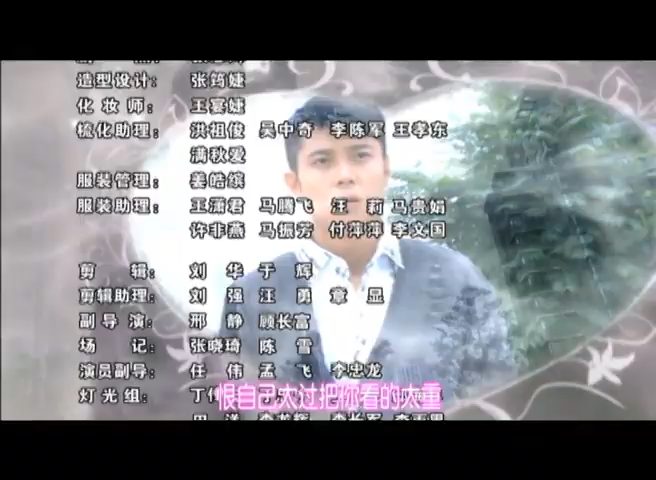 造型设计: 张筠婕
化妆师: 王宴婕
梳化助理: 洪祖俊 吴中奇 李陈军 王孝东
满秋爱
服装管理: 姜皓缤
服装助理: 王潇君 马腾飞 汪莉 马贵娟
许非燕 马振芳 付萍萍 李文国
剪辑: 刘华 于辉
剪辑助理: 刘强 汪勇 章显
副导演: 邢静 顾长富
场记: 张晓琦 陈雪
演员副导: 任伟 孟飞 李忠龙
灯光组:
恨自己太过把你看的太重